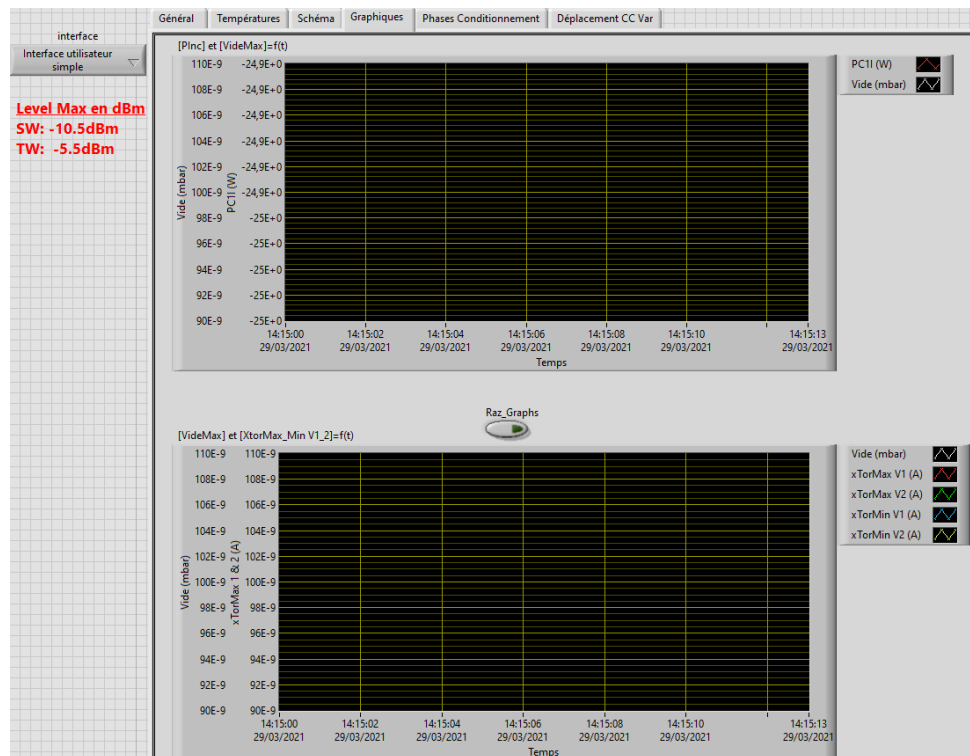 Général Températures Schéma Graphiques Phases Conditionnement Déplacement CC Var
interface
Interface utilisateur
simple
Level Max en dBm
SW: -10.5dBm
TW: -5.5dBm
[PInc] et [VideMax]=f(t)
PC1I (W)
Vide (mbar)
Vide (mbar)
PC1I (W)
110E-9 -24,9E+0
108E-9 -24,9E+0
106E-9 -24,9E+0
104E-9 -24,9E+0
102E-9 -24,9E+0
100E-9 -24,9E+0
98E-9 -25E+0
96E-9 -25E+0
94E-9 -25E+0
92E-9 -25E+0
90E-9 -25E+0
14:15:00 14:15:02 14:15:04 14:15:06 14:15:08 14:15:10 14:15:13
29/03/2021 29/03/2021 29/03/2021 29/03/2021 29/03/2021 29/03/2021 29/03/2021
Temps
Raz_Graphs
[VideMax] et [XtorMax_Min V1_2]=f(t)
Vide (mbar)
xTorMax V1 (A)
xTorMax V2 (A)
xTorMin V1 (A)
xTorMin V2 (A)
Vide (mbar)
xTorMax 1 & 2 (A)
110E-9 110E-9
108E-9 108E-9
106E-9 106E-9
104E-9 104E-9
102E-9 102E-9
100E-9 100E-9
98E-9 98E-9
96E-9 96E-9
94E-9 94E-9
92E-9 92E-9
90E-9 90E-9
14:15:00 14:15:02 14:15:04 14:15:06 14:15:08 14:15:10 14:15:13
29/03/2021 29/03/2021 29/03/2021 29/03/2021 29/03/2021 29/03/2021 29/03/2021
Temps